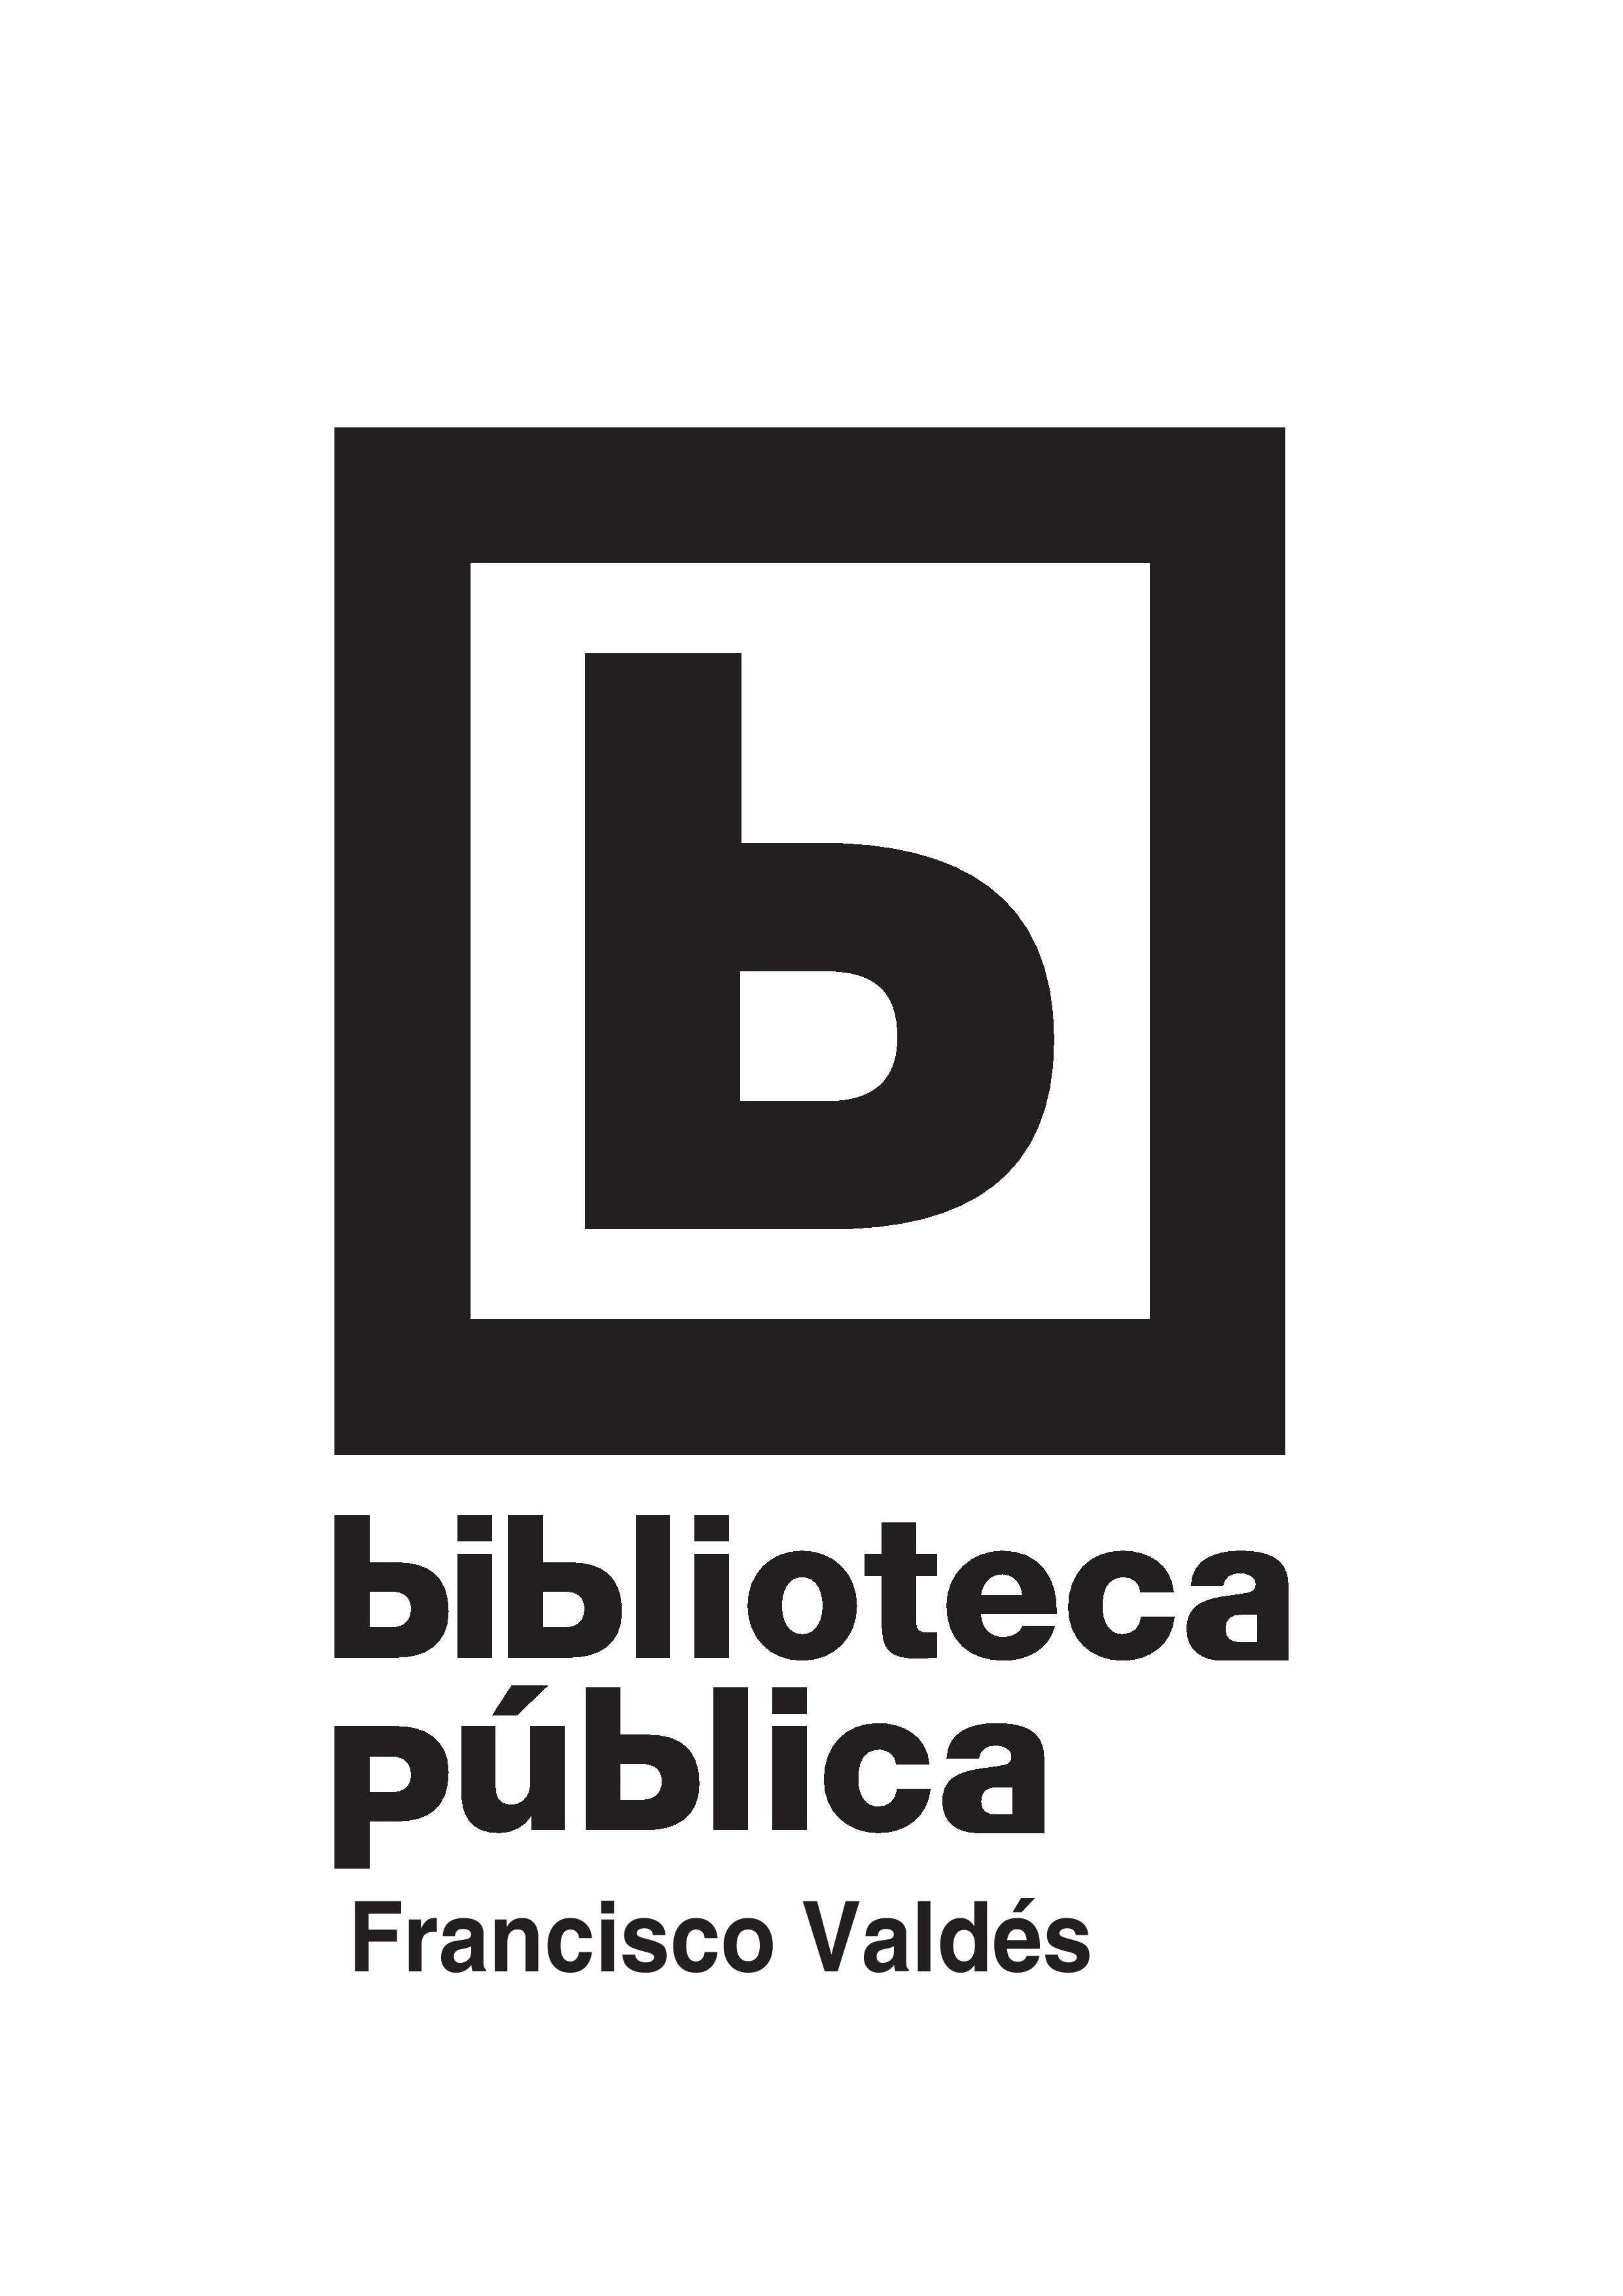 b
biblioteca
pública
Francisco Valdés